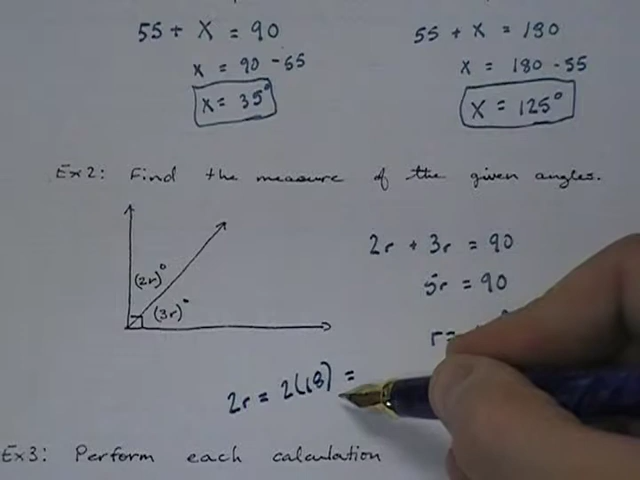 55 + x = 90
x = 90 - 55
x = 35°
55 + x = 180
x = 180 - 55
x = 125°
Ex2: Find the measure of the given angles.
(2r)°
(3r)°
2r + 3r = 90
5r = 90
r =
2r = 2(18) =
Ex3: Perform each calculation